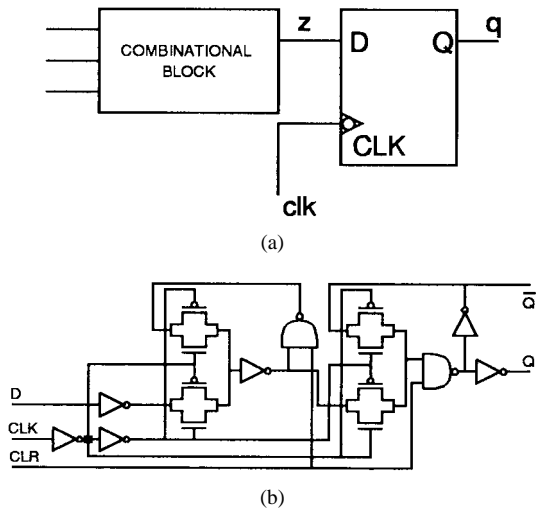 z
q
COMBINATIONAL
BLOCK
D
Q
CLK
clk
(a)
Q
Q
D
CLK
CLR
(b)